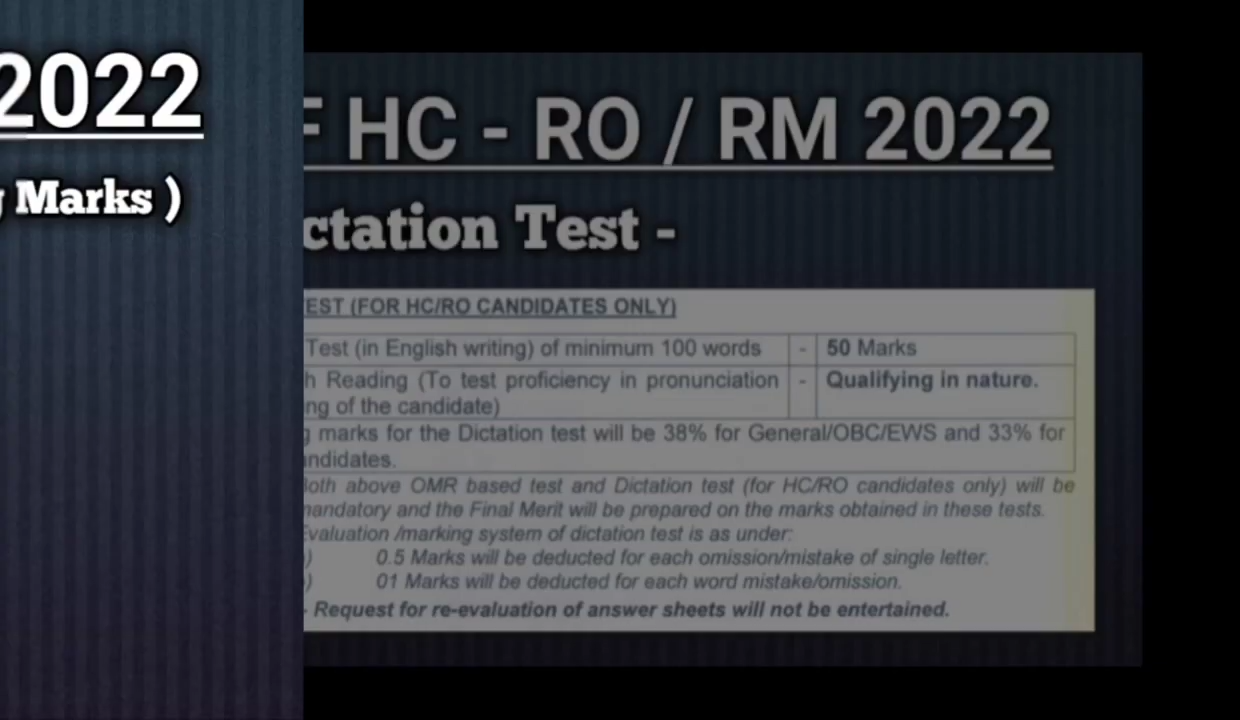 2022
Marks )
F HC - RO / RM 2022
ctation Test -
EST (FOR HC/RO CANDIDATES ONLY)
Test (in English writing) of minimum 100 words - 50 Marks
h Reading (To test proficiency in pronunciation - Qualifying in nature.
ng of the candidate)
g marks for the Dictation test will be 38% for General/OBC/EWS and 33% for
ndidates.
oth above OMR based test and Dictation test (for HC/RO candidates only) will be
mandatory and the Final Merit will be prepared on the marks obtained in these tests.
Evaluation /marking system of dictation test is as under:
) 0.5 Marks will be deducted for each omission/mistake of single letter.
) 01 Marks will be deducted for each word mistake/omission.
- Request for re-evaluation of answer sheets will not be entertained.